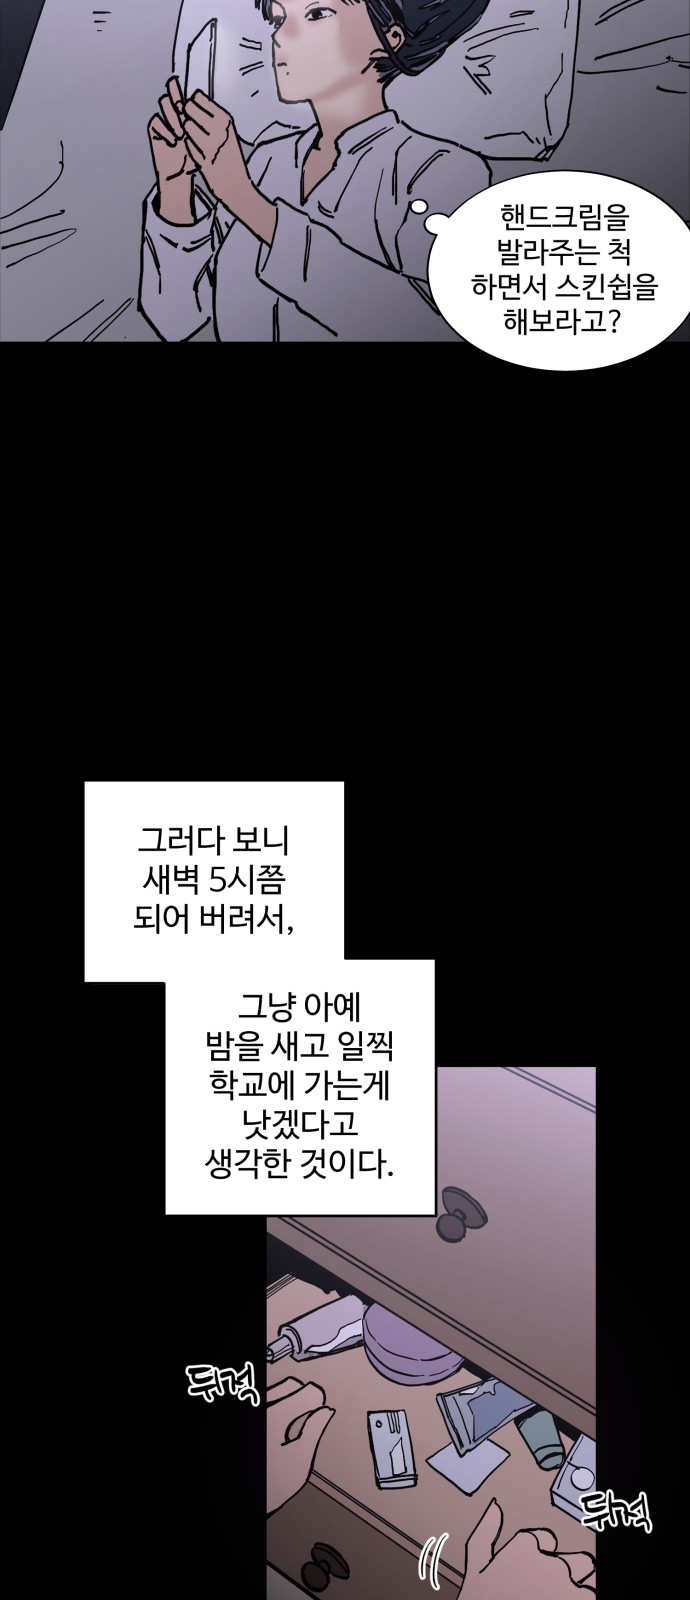 핸드크림을
발라주는 척
하면서 스킨쉽을
해보라고?
그러다 보니
새벽 5시쯤
되어 버려서,
그냥 아예
밤을 새고 일찍
학교에 가는게
낫겠다고
생각한 것이다.
뒤적
뒤적